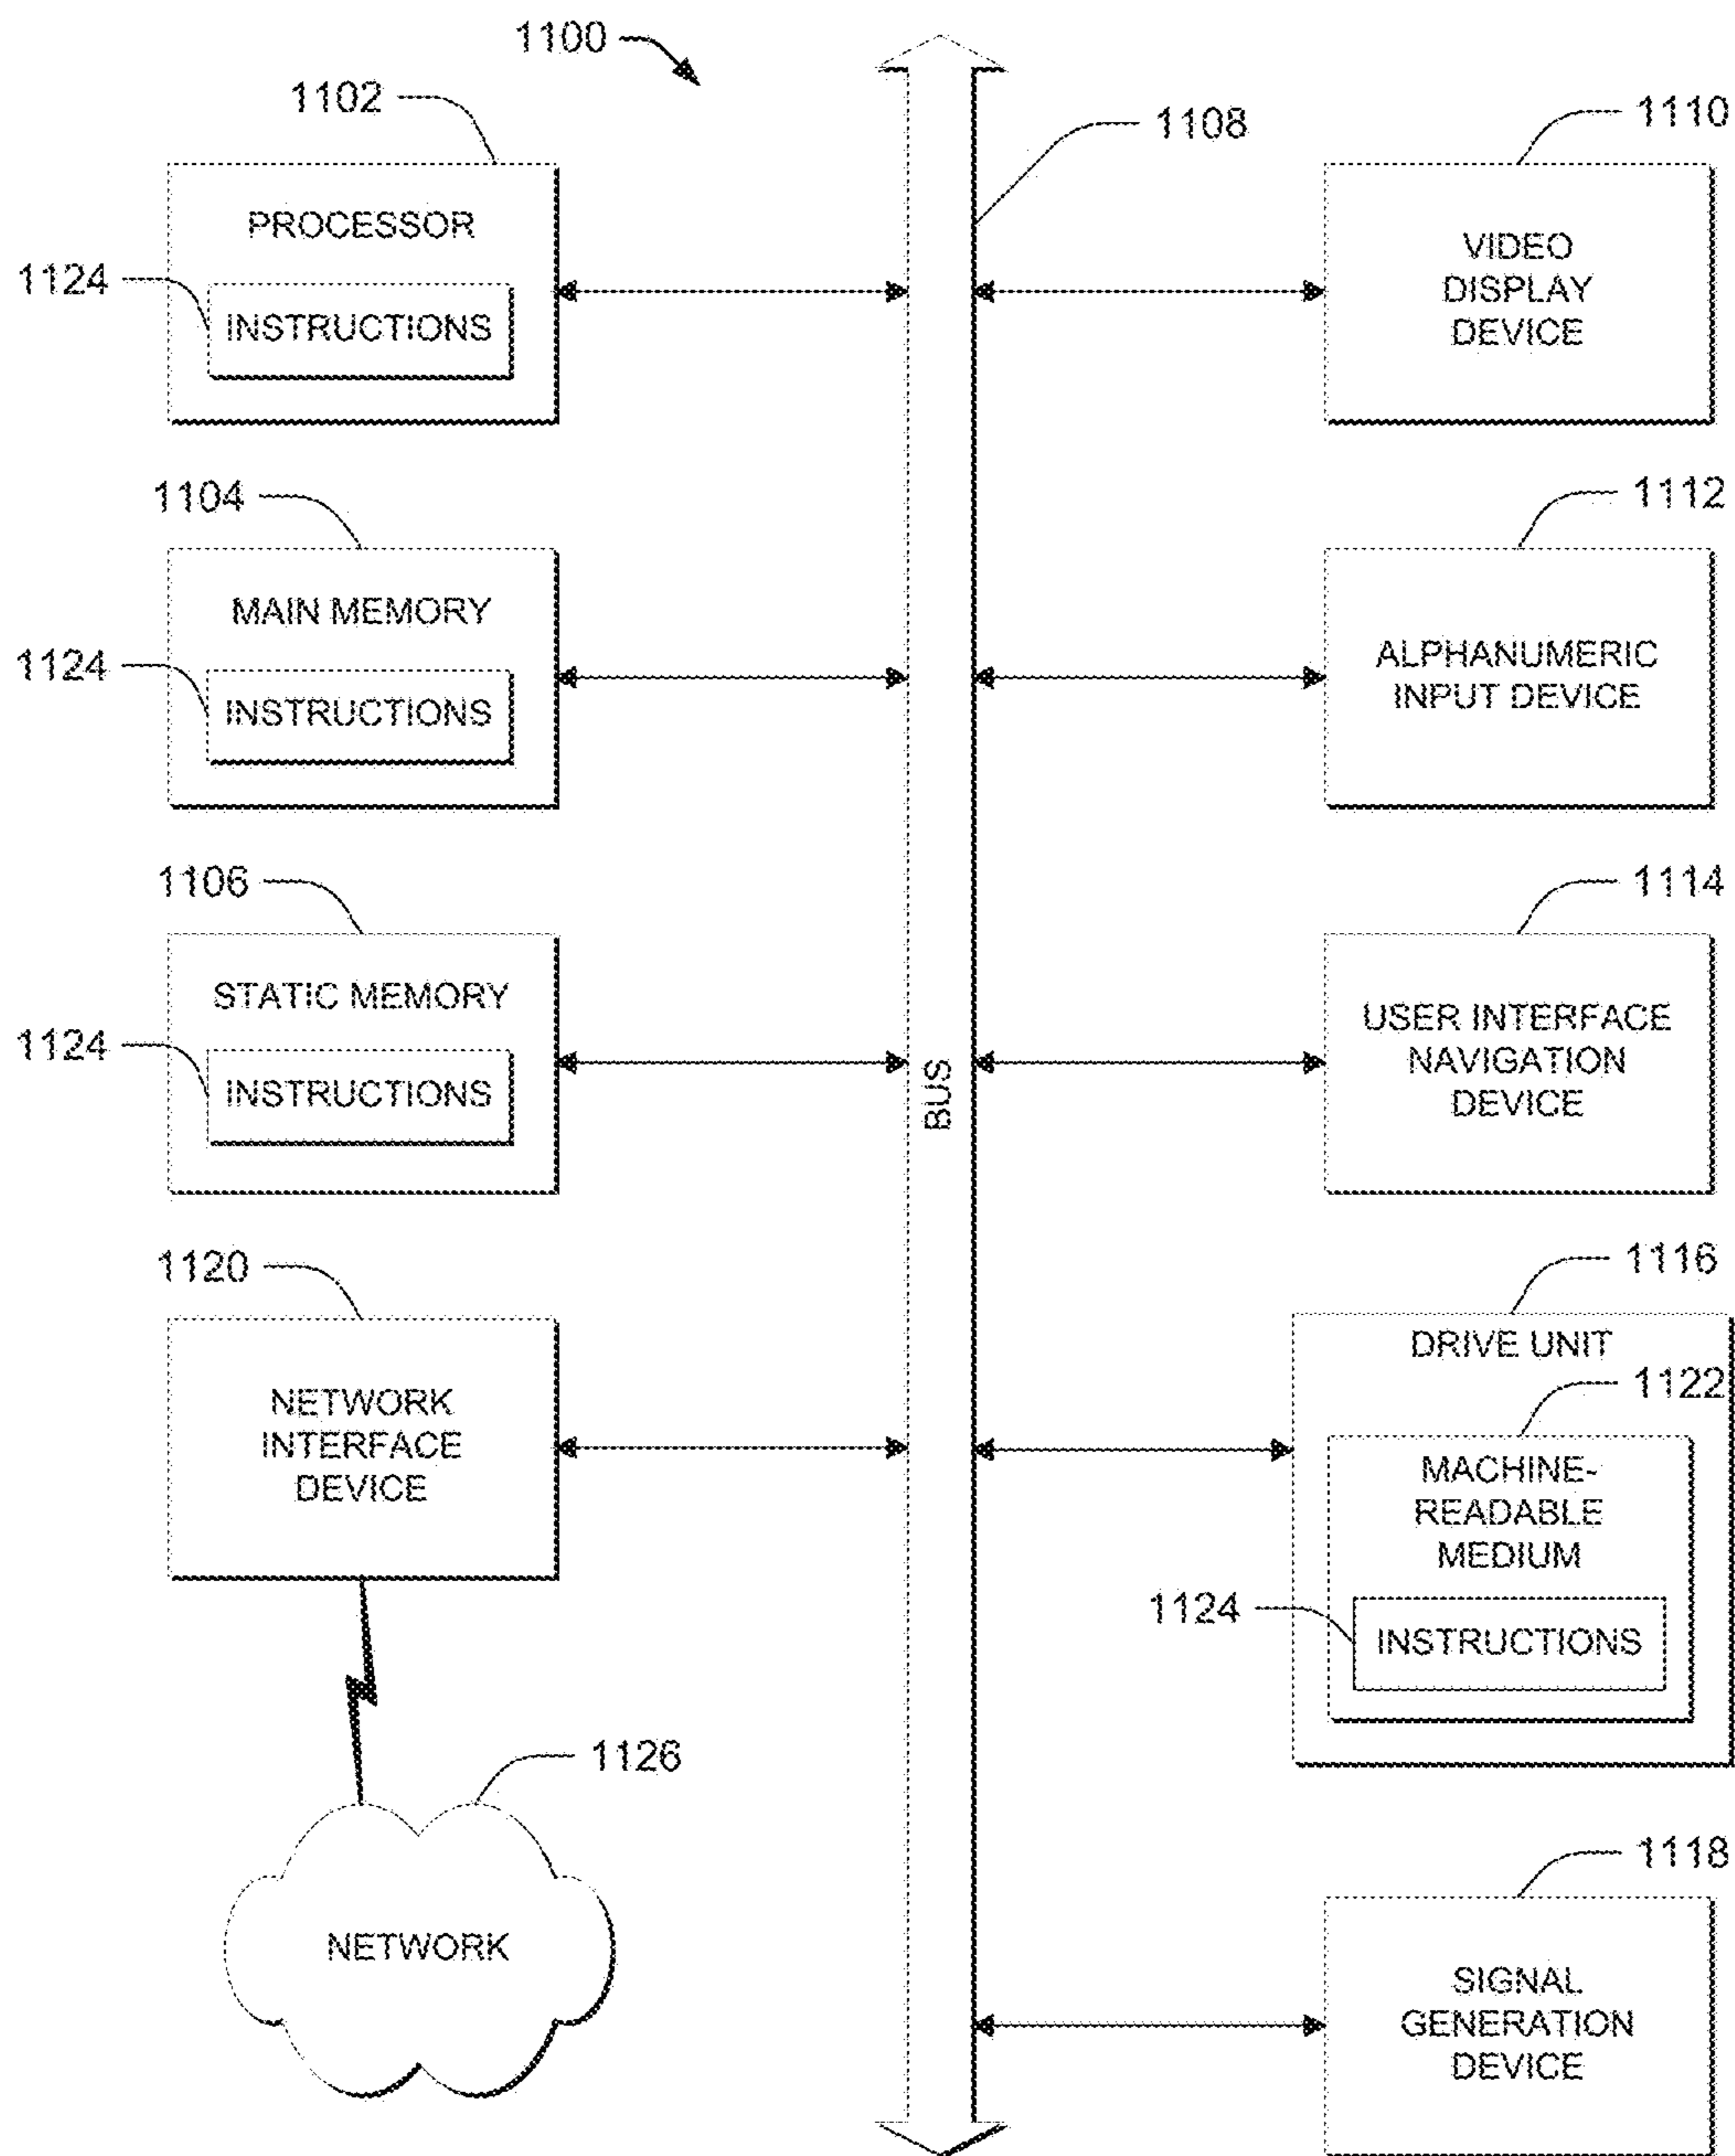 1100
1102
PROCESSOR
1124
INSTRUCTIONS
1104
MAIN MEMORY
1124
INSTRUCTIONS
1106
STATIC MEMORY
1124
INSTRUCTIONS
1120
NETWORK
INTERFACE
DEVICE
1126
NETWORK
1108
BUS
1110
VIDEO
DISPLAY
DEVICE
1112
ALPHANUMERIC
INPUT DEVICE
1114
USER INTERFACE
NAVIGATION
DEVICE
1116
DRIVE UNIT
1122
MACHINE-
READABLE
MEDIUM
1124
INSTRUCTIONS
1118
SIGNAL
GENERATION
DEVICE